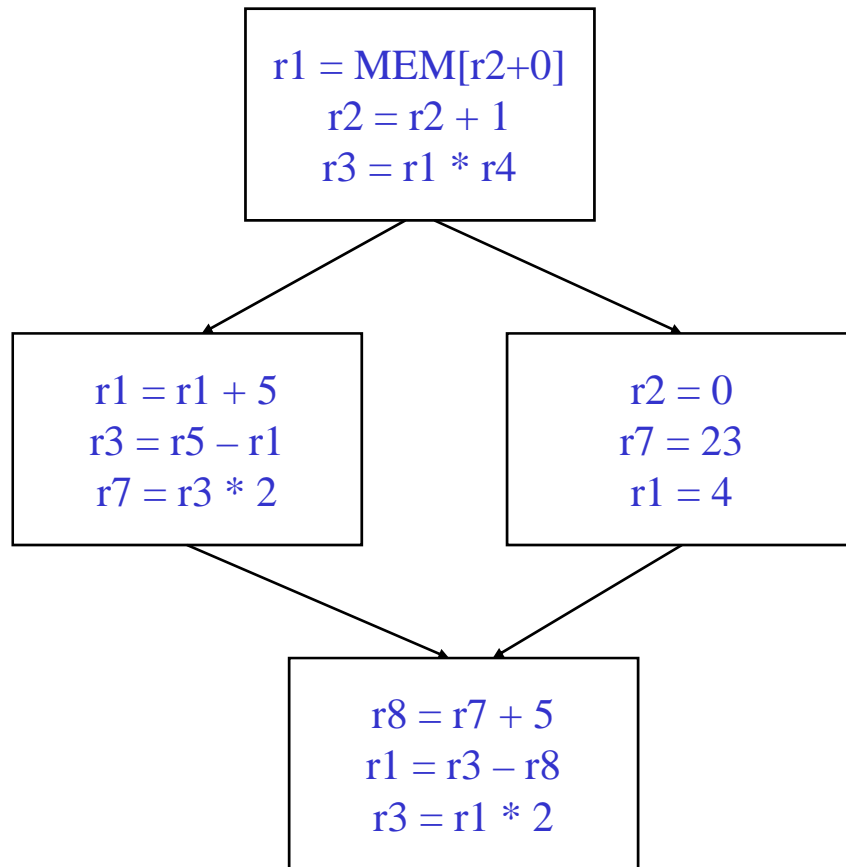 r1 = MEM[r2+0]
r2 = r2 + 1
r3 = r1 * r4
r1 = r1 + 5
r3 = r5 – r1
r7 = r3 * 2
r2 = 0
r7 = 23
r1 = 4
r8 = r7 + 5
r1 = r3 – r8
r3 = r1 * 2